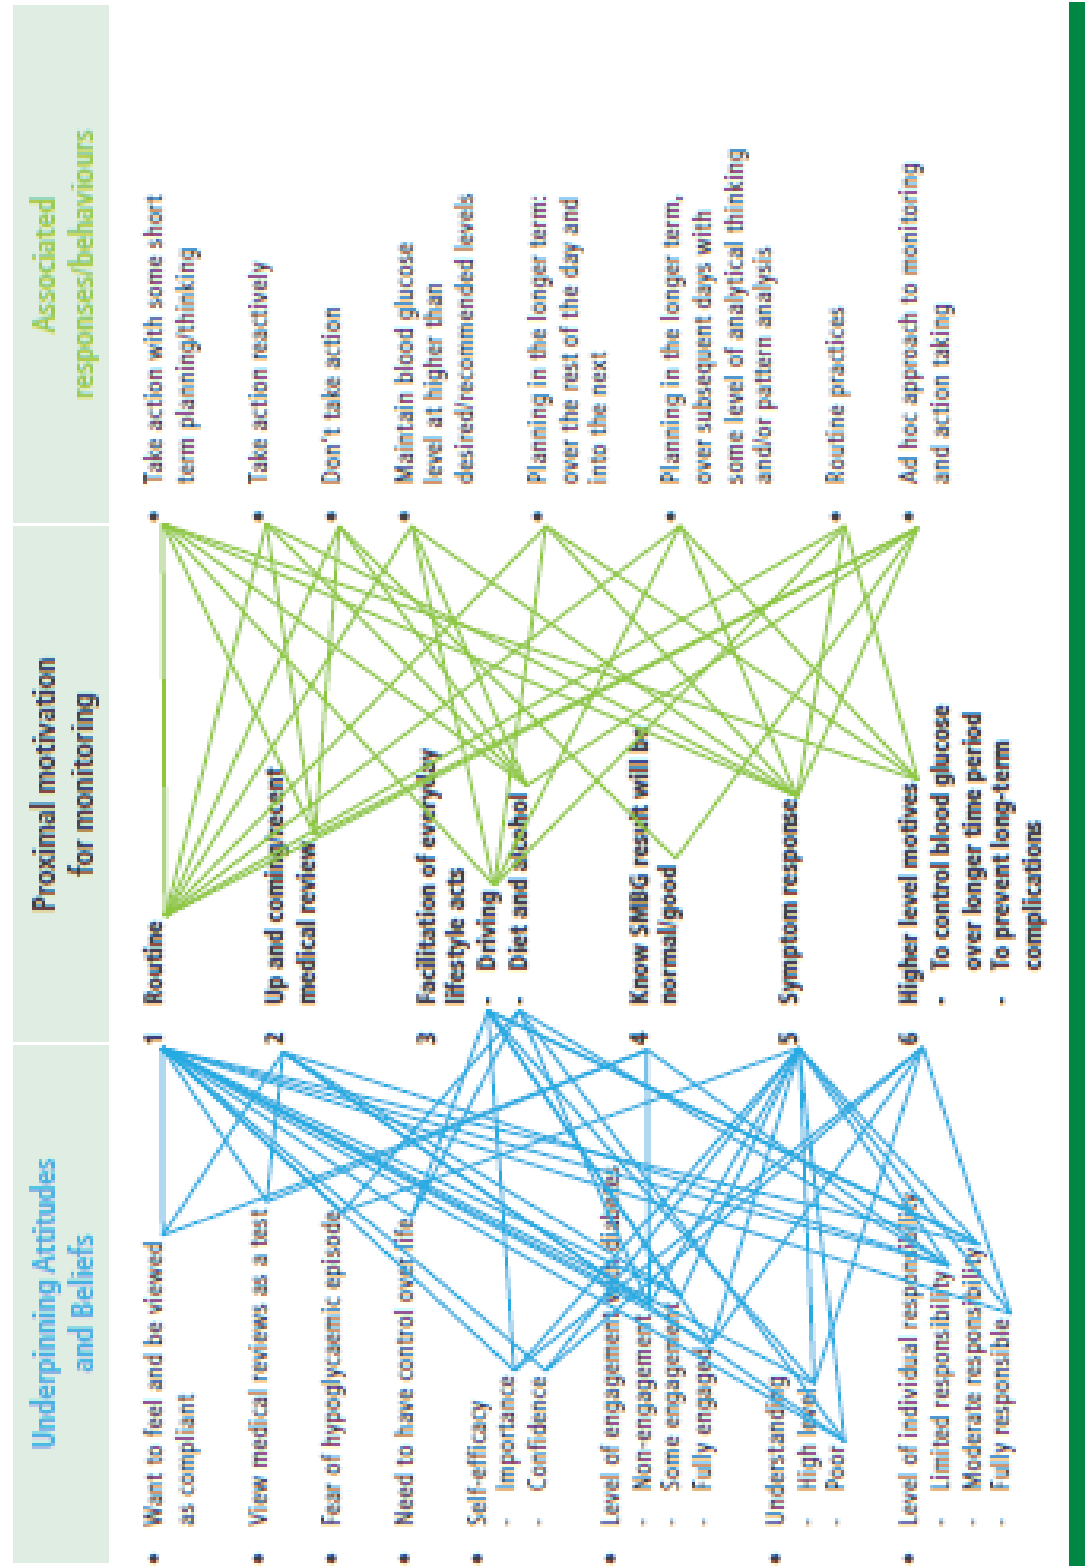 Underpinning Attitudes
and Beliefs
• Want to feel and be viewed
as compliant
• View medical reviews as a test
• Fear of hypoglycaemic episode
• Need to have control over life
• Self-efficacy
- Importance
- Confidence
• Level of engagement with diabetes
- Non-engagement
- Some engagement
- Fully engaged
• Understanding
- High level
- Poor
• Level of individual responsibility
- Limited responsibility
- Moderate responsibility
- Fully responsible
Proximal motivation
for monitoring
1 Routine
2 Up and coming/recent
medical review
3 Facilitation of everyday
lifestyle acts
- Driving
- Diet and alcohol
4 Know SMBG result will be
normal/good
5 Symptom response
6 Higher level motives
- To control blood glucose
over longer time period
- To prevent long-term
complications
Associated
responses/behaviours
• Take action with some short
term planning/thinking
• Take action reactively
• Don't take action
• Maintain blood glucose
level at higher than
desired/recommended levels
• Planning in the longer term:
over the rest of the day and
into the next
• Planning in the longer term,
over subsequent days with
some level of analytical thinking
and/or pattern analysis
• Routine practices
• Ad hoc approach to monitoring
and action taking